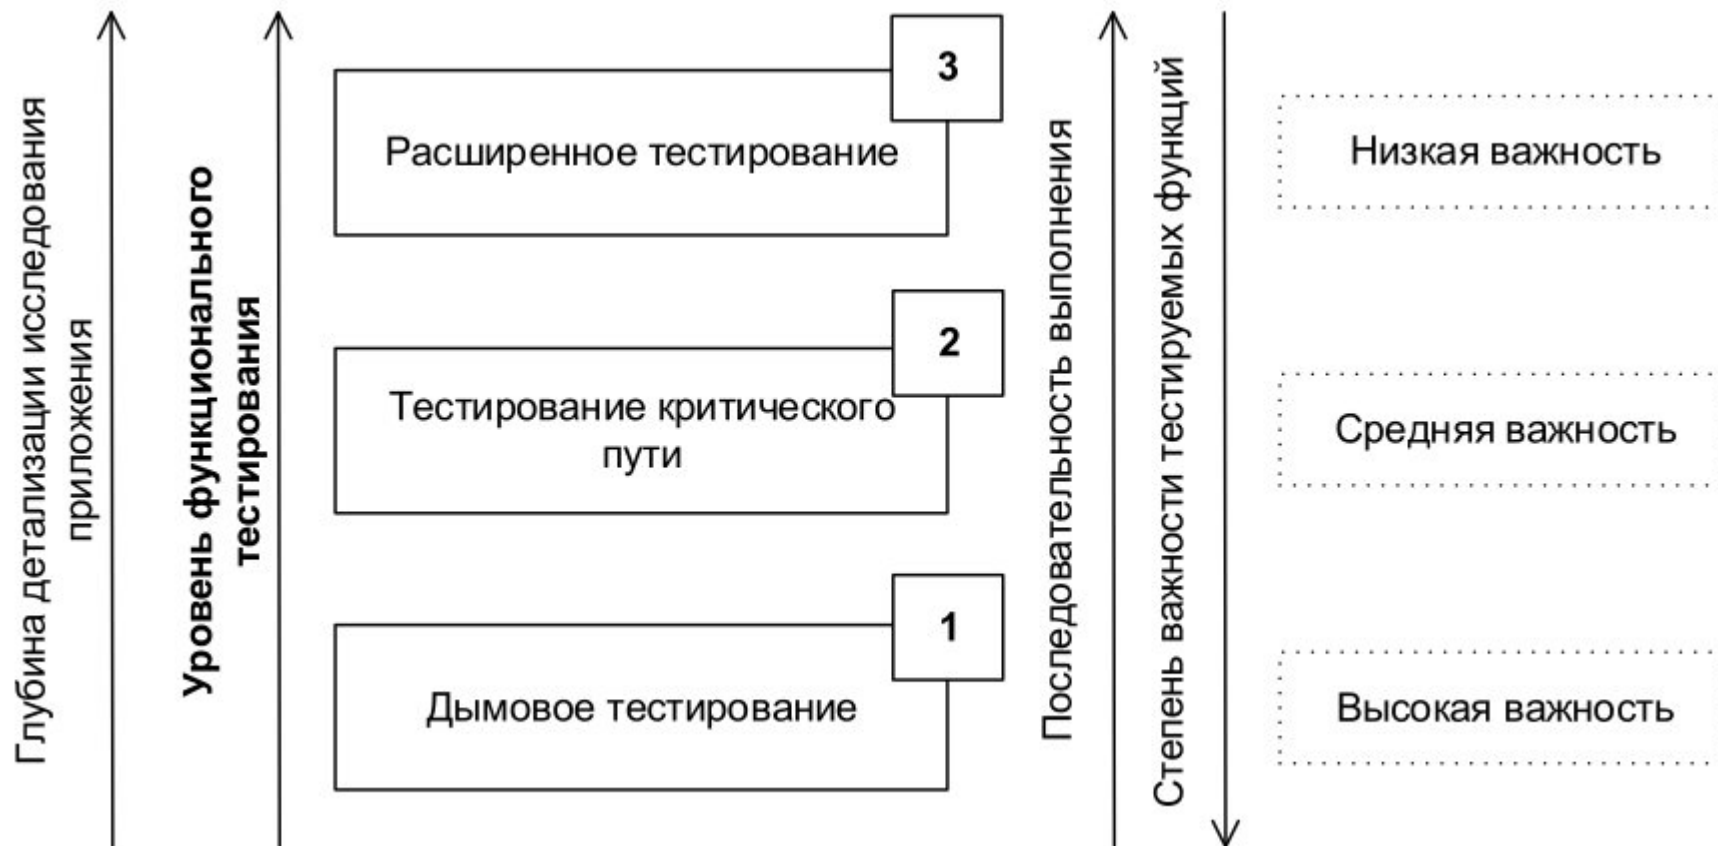 Глубина детализации исследования
приложения
Уровень функционального
тестирования
3
Расширенное тестирование
2
Тестирование критического
пути
1
Дымовое тестирование
Последовательность выполнения
Степень важности тестируемых функций
Низкая важность
Средняя важность
Высокая важность